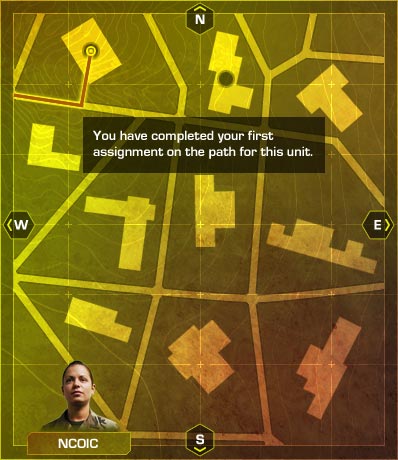 N
You have completed your first
assignment on the path for this unit.
W
E
NCOIC
S